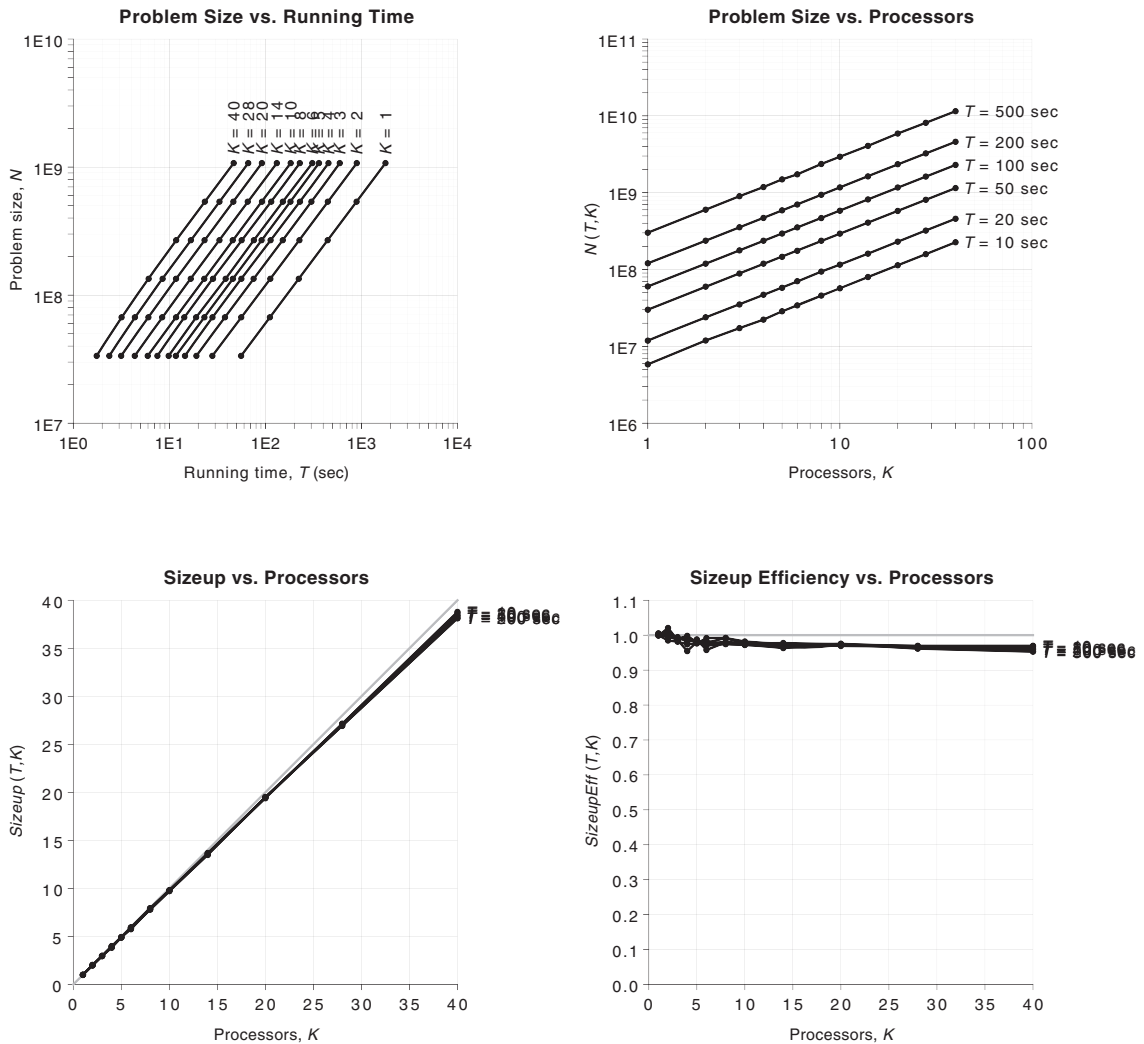 Problem Size vs. Running Time
1E10
1E9
1E8
1E7
Problem size, N
K = 40
K = 28
K = 20
K = 14
K = 10
K = 8
K = 6
K = 5
K = 4
K = 3
K = 2
K = 1
1E0
1E1
1E2
1E3
1E4
Running time, T (sec)
Problem Size vs. Processors
1E11
1E10
1E9
1E8
1E7
1E6
N (T,K)
T = 500 sec
T = 200 sec
T = 100 sec
T = 50 sec
T = 20 sec
T = 10 sec
1
10
100
Processors, K
Sizeup vs. Processors
40
35
30
25
20
15
10
5
0
Sizeup (T,K)
0
5
10
15
20
25
30
35
40
Processors, K
Sizeup Efficiency vs. Processors
1.1
1.0
0.9
0.8
0.7
0.6
0.5
0.4
0.3
0.2
0.1
0.0
SizeupEff (T,K)
0
5
10
15
20
25
30
35
40
Processors, K